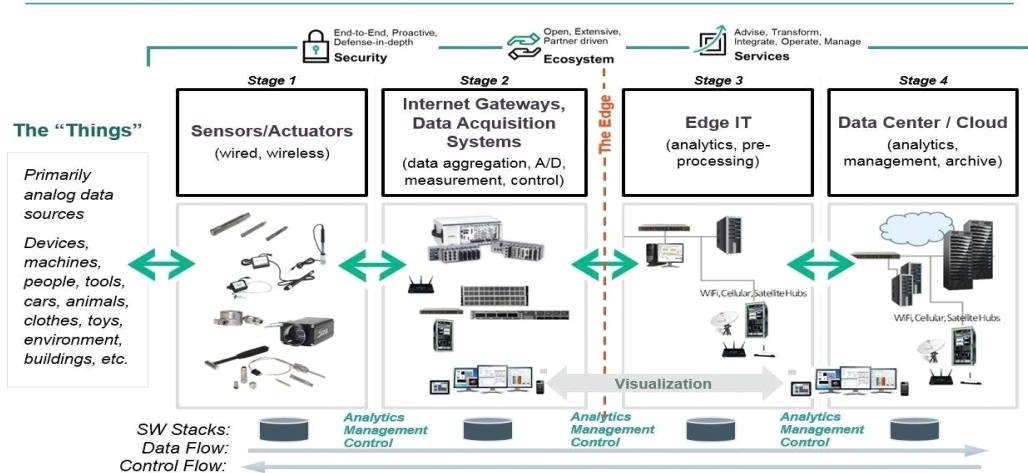 End-to-End, Proactive,
Defense-in-depth
Security
Open, Extensive,
Partner driven
Ecosystem
Advise, Transform,
Integrate, Operate, Manage
Services
Stage 1
Stage 2
Stage 3
Stage 4
The "Things"
Primarily
analog data
sources
Devices,
machines,
people, tools,
cars, animals,
clothes, toys,
environment,
buildings, etc.
Sensors/Actuators
(wired, wireless)
Internet Gateways,
Data Acquisition
Systems
(data aggregation, A/D,
measurement, control)
The Edge
Edge IT
(analytics, pre-
processing)
Data Center / Cloud
(analytics,
management, archive)
WiFi, Cellular, Satellite Hubs
WiFi, Cellular, Satellite Hubs
Visualization
SW Stacks:
Analytics
Management
Control
Analytics
Management
Control
Analytics
Management
Control
Data Flow:
Control Flow: